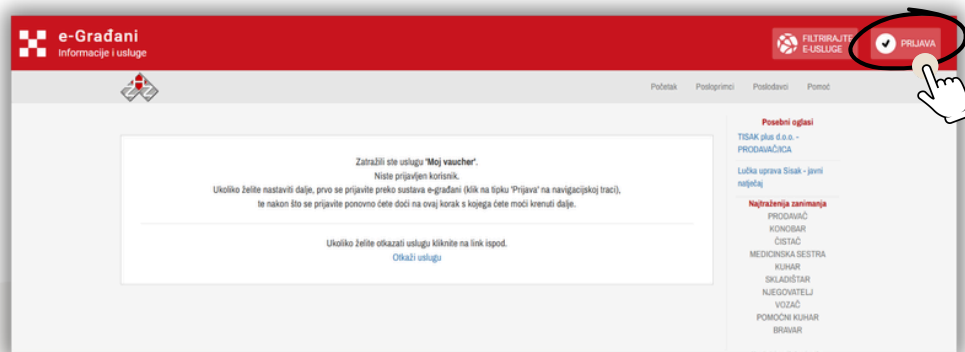 e-Građani
Informacije i usluge
FILTRIRAJTE
E-USLUGE
PRIJAVA
Početak Posloprimci Poslodavci Pomoć
Zatražili ste uslugu 'Moj vaucher'.
Niste prijavljen korisnik.
Ukoliko želite nastaviti dalje, prvo se prijavite preko sustava e-građani (klik na tipku 'Prijava' na navigacijskoj traci),
te nakon što se prijavite ponovno ćete doći na ovaj korak s kojega ćete moći krenuti dalje.
Ukoliko želite otkazati uslugu kliknite na link ispod.
Otkaži uslugu
Posebni oglasi
TISAK plus d.o.o. -
PRODAVAČ/ICA
Lučka uprava Sisak - javni
natječaj
Najtraženija zanimanja
PRODAVAČ
KONOBAR
ČISTAČ
MEDICINSKA SESTRA
KUHAR
SKLADIŠTAR
NJEGOVATELJ
VOZAČ
POMOĆNI KUHAR
BRAVAR